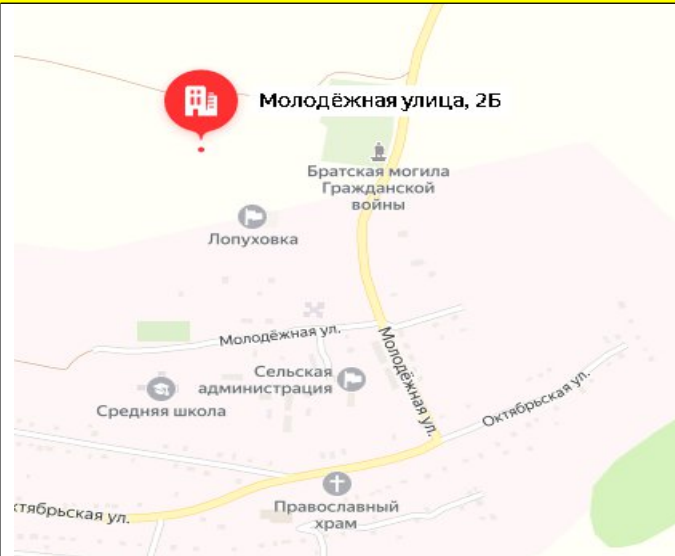 Молодёжная улица, 2Б
Братская могила
Гражданской
войны
Лопуховка
Молодёжная ул.
Молодёжная ул.
Сельская
администрация
Средняя школа
Октябрьская ул.
ктябрьская ул.
Православный
храм